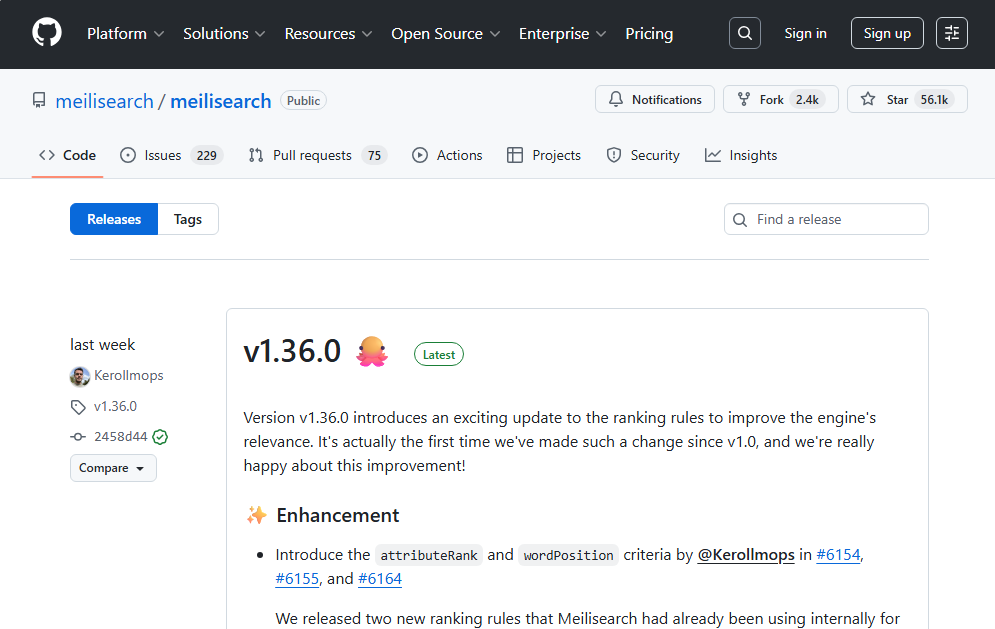 Platform Solutions Resources Open Source Enterprise Pricing Sign in Sign up
meilisearch / meilisearch Public Notifications Fork 2.4k Star 56.1k
Code Issues 229 Pull requests 75 Actions Projects Security Insights
Releases Tags Find a release
last week
Kerollmops
v1.36.0
2458d44
Compare
v1.36.0 Latest
Version v1.36.0 introduces an exciting update to the ranking rules to improve the engine's
relevance. It's actually the first time we've made such a change since v1.0, and we're really
happy about this improvement!
✨ Enhancement
• Introduce the attributeRank and wordPosition criteria by @Kerollmops in #6154,
#6155, and #6164
We released two new ranking rules that Meilisearch had already been using internally for